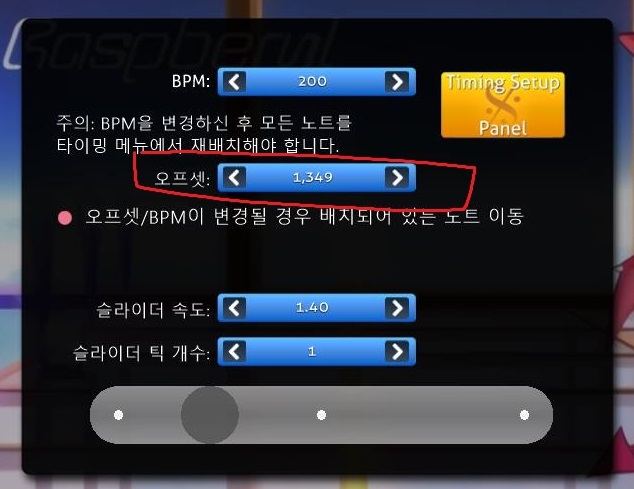 BPM:
200
Timing Setup
Panel
주의: BPM을 변경하신 후 모든 노트를
타이밍 메뉴에서 재배치해야 합니다.
오프셋:
1,349
오프셋/BPM이 변경될 경우 배치되어 있는 노트 이동
슬라이더 속도:
1.40
슬라이더 틱 개수:
1